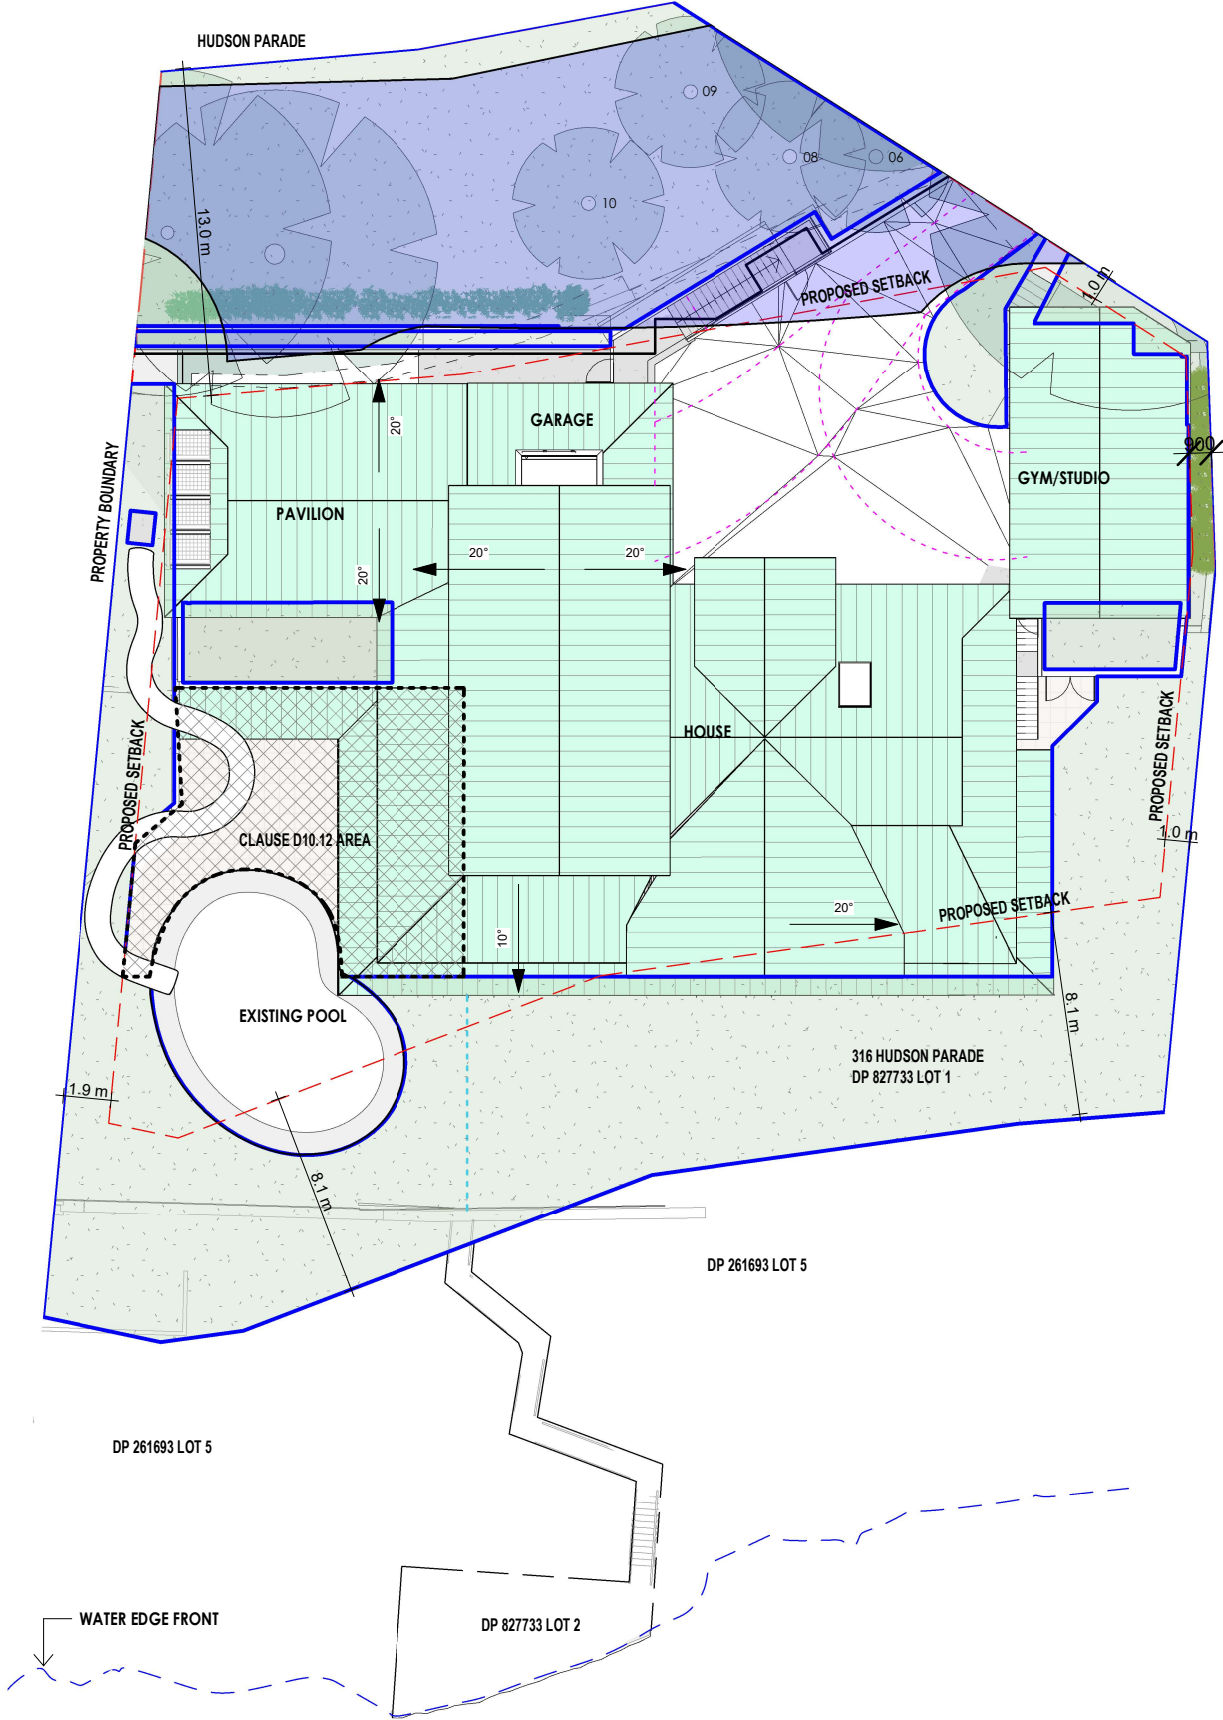 HUDSON PARADE
09
08
06
10
13.0 m
PROPOSED SETBACK
1.0 m
20°
GARAGE
900
PROPERTY BOUNDARY
GYM/STUDIO
PAVILION
20°
20°
20°
PROPOSED SETBACK
HOUSE
PROPOSED SETBACK
CLAUSE D10.12 AREA
1.0 m
20°
PROPOSED SETBACK
10°
EXISTING POOL
8.1 m
316 HUDSON PARADE
DP 827733 LOT 1
1.9 m
8.1 m
DP 261693 LOT 5
DP 261693 LOT 5
WATER EDGE FRONT
DP 827733 LOT 2